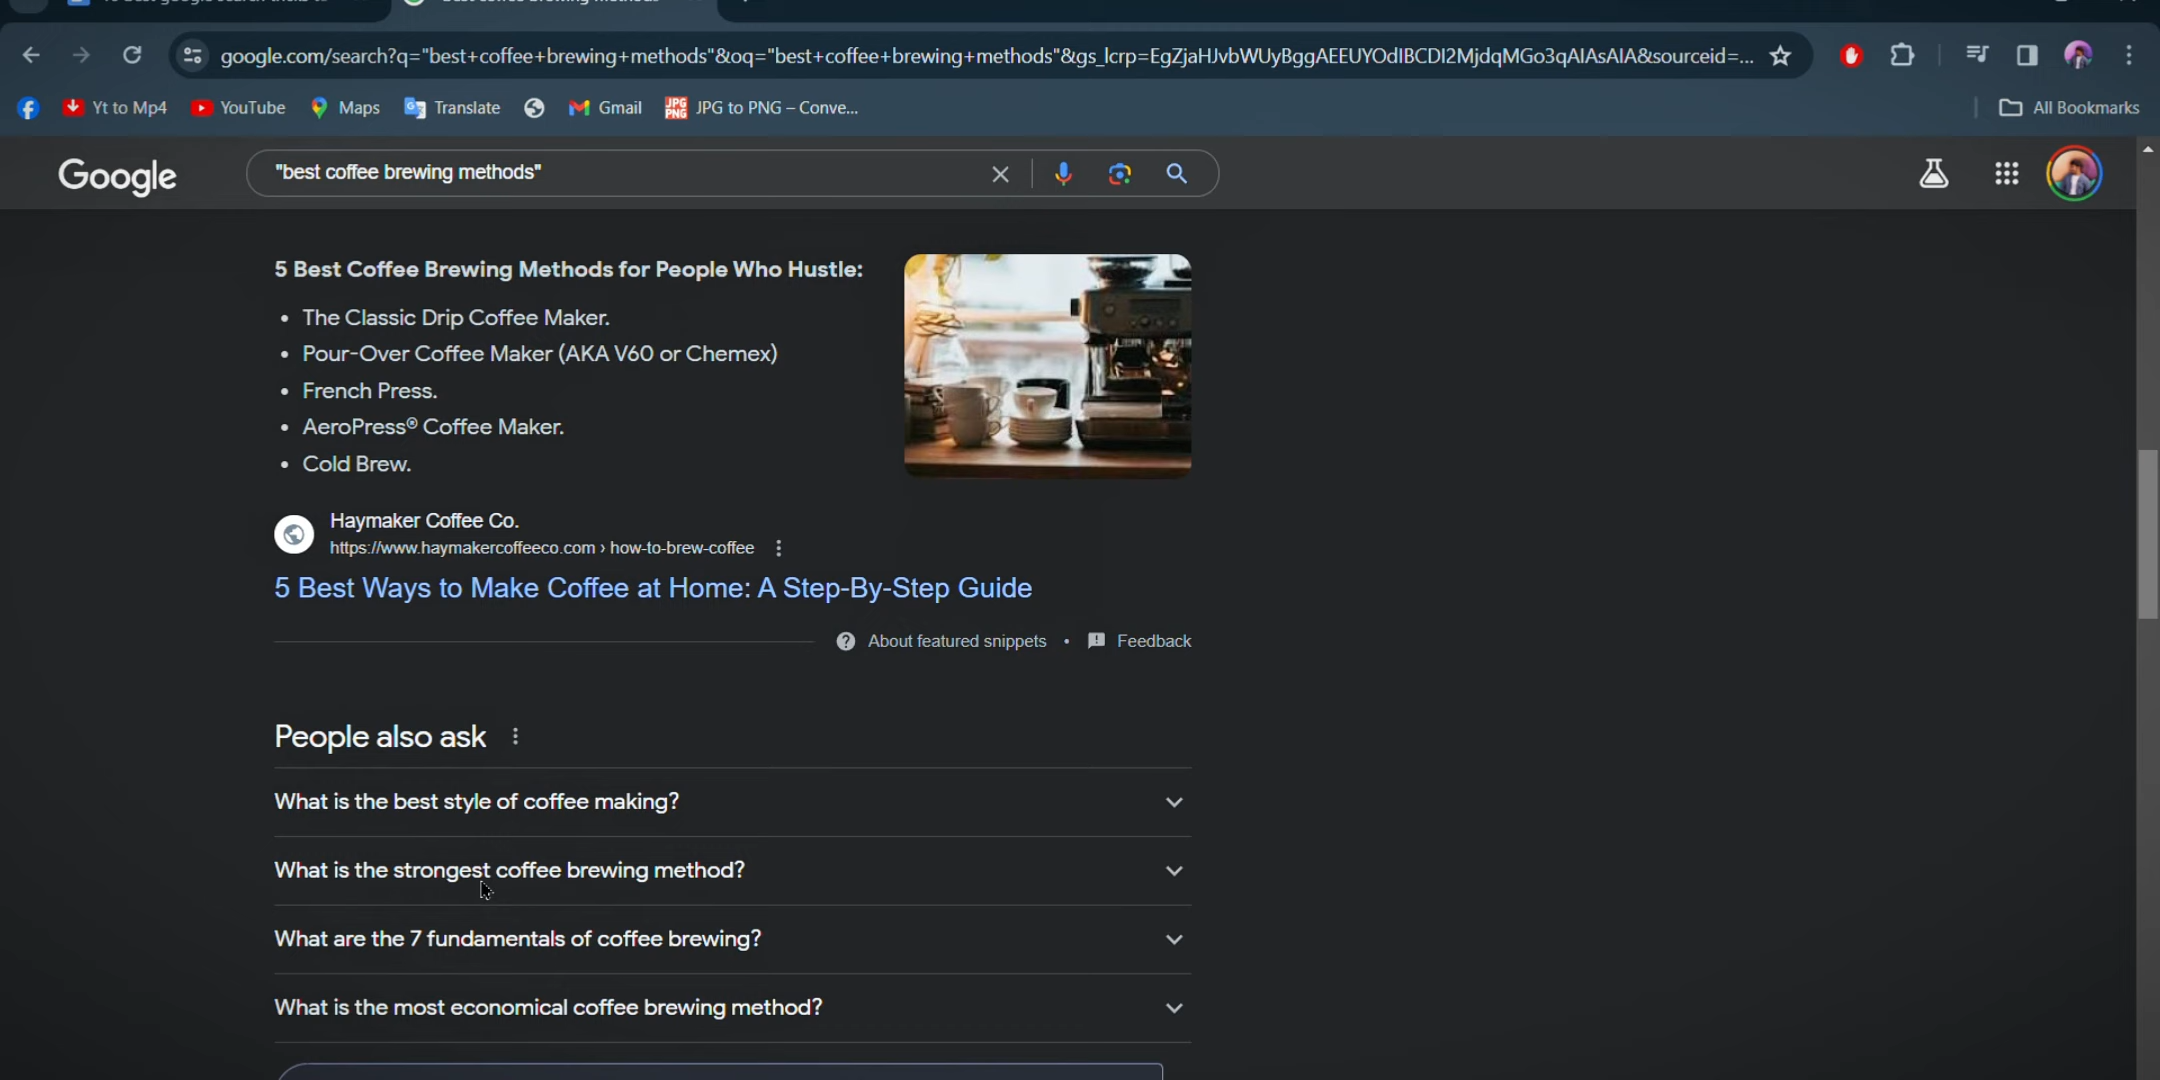 google.com/search?q="best+coffee+brewing+methods"&oq="best+coffee+brewing+methods"&gs_lcrp=EgZjaHJvbWUyBggAEEUYOdIBCDI2MjdqMGo3qAIAsAIA&sourceid=...
Yt to Mp4 YouTube Maps Translate Gmail JPG to PNG – Conve... All Bookmarks
Google "best coffee brewing methods"
5 Best Coffee Brewing Methods for People Who Hustle:
• The Classic Drip Coffee Maker.
• Pour-Over Coffee Maker (AKA V60 or Chemex)
• French Press.
• AeroPress® Coffee Maker.
• Cold Brew.
Haymaker Coffee Co.
https://www.haymakercoffeeco.com › how-to-brew-coffee
5 Best Ways to Make Coffee at Home: A Step-By-Step Guide
About featured snippets • Feedback
People also ask
What is the best style of coffee making?
What is the strongest coffee brewing method?
What are the 7 fundamentals of coffee brewing?
What is the most economical coffee brewing method?